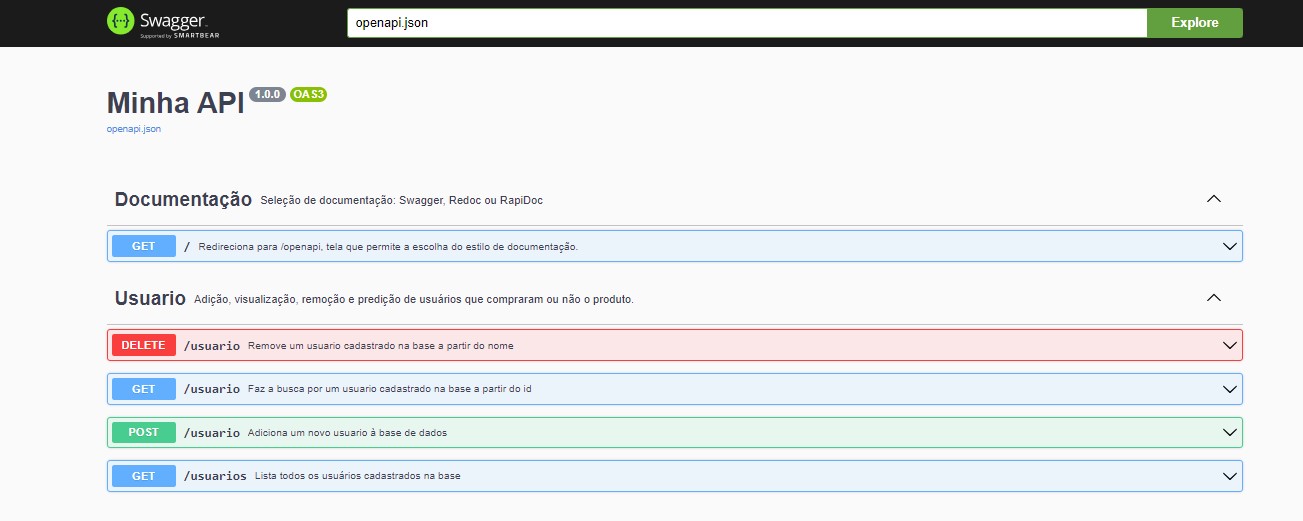 {···} Swagger.
Supported by SMARTBEAR
openapi.json
Explore
Minha API 1.0.0 OAS3
openapi.json
Documentação Seleção de documentação: Swagger, Redoc ou RapiDoc
GET / Redireciona para /openapi, tela que permite a escolha do estilo de documentação.
Usuario Adição, visualização, remoção e predição de usuários que compraram ou não o produto.
DELETE /usuario Remove um usuario cadastrado na base a partir do nome
GET /usuario Faz a busca por um usuario cadastrado na base a partir do id
POST /usuario Adiciona um novo usuario à base de dados
GET /usuarios Lista todos os usuários cadastrados na base